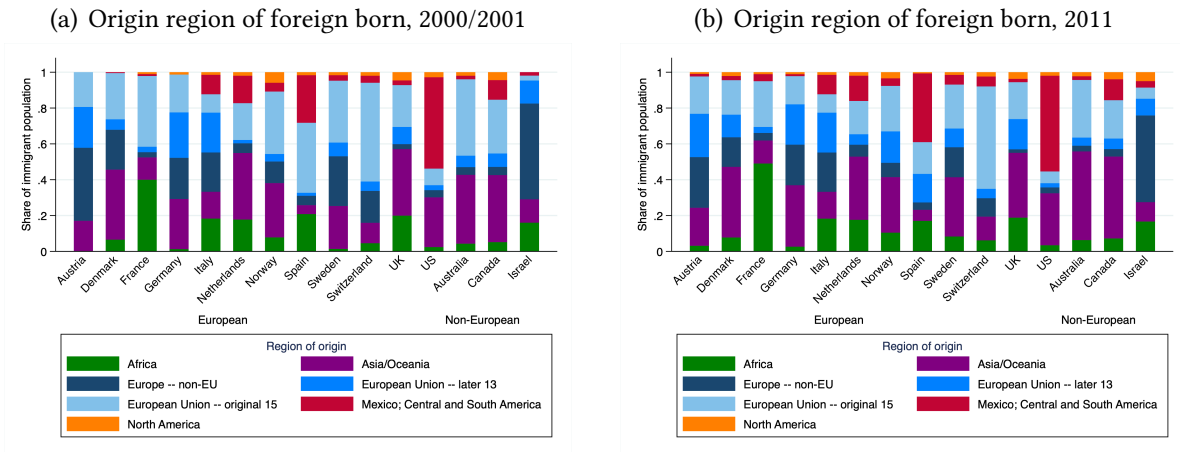 (a) Origin region of foreign born, 2000/2001
Share of immigrant population
1
.8
.6
.4
.2
0
Austria
Denmark
France
Germany
Italy
Netherlands
Norway
Spain
Sweden
Switzerland
UK
US
Australia
Canada
Israel
European
Non-European
Region of origin
Africa
Asia/Oceania
Europe -- non-EU
European Union -- later 13
European Union -- original 15
Mexico; Central and South America
North America
(b) Origin region of foreign born, 2011
Share of immigrant population
1
.8
.6
.4
.2
0
Austria
Denmark
France
Germany
Italy
Netherlands
Norway
Spain
Sweden
Switzerland
UK
US
Australia
Canada
Israel
European
Non-European
Region of origin
Africa
Asia/Oceania
Europe -- non-EU
European Union -- later 13
European Union -- original 15
Mexico; Central and South America
North America